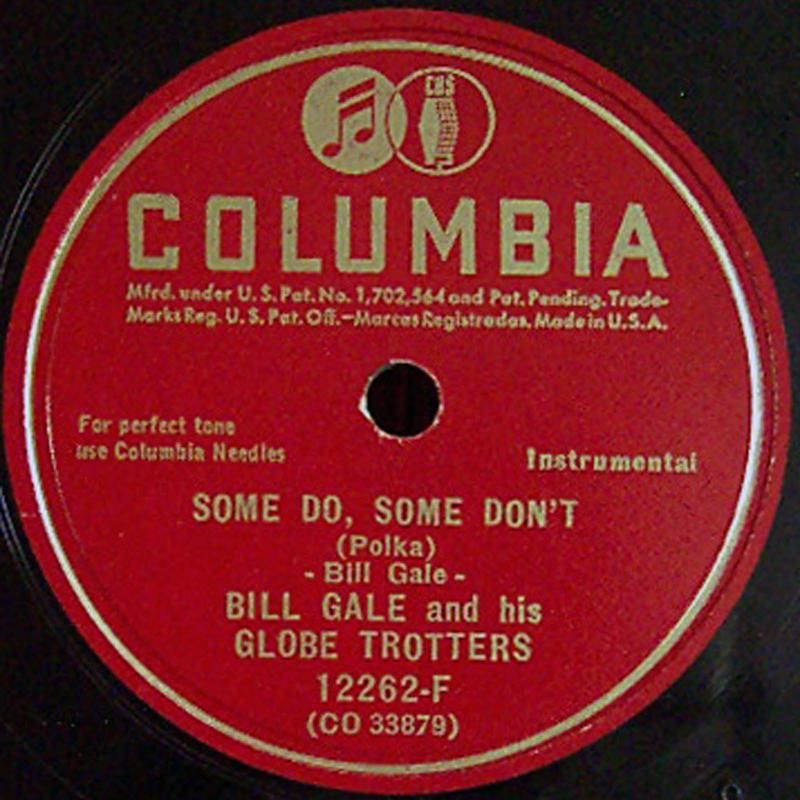 CBS
COLUMBIA
Mfrd. under U.S. Pat. No. 1,702,564 and Pat. Pending. Trade-
Marks Reg. U.S. Pat. Off.—Marcas Registradas. Made in U.S.A.
For perfect tone
use Columbia Needles
Instrumental
SOME DO, SOME DON'T
(Polka)
- Bill Gale -
BILL GALE and his
GLOBE TROTTERS
12262-F
(CO 33879)